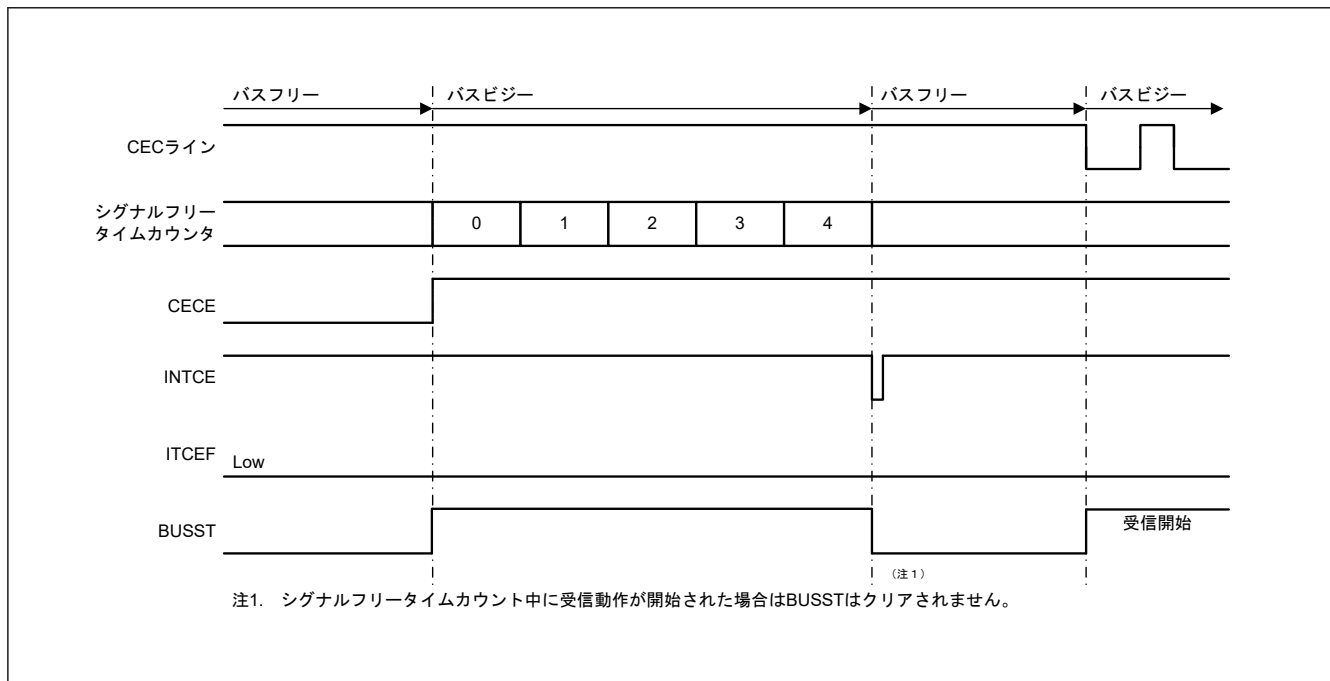 バスフリー バスビジー バスフリー バスビジー
CECライン
シグナルフリー
タイムカウンタ
0 1 2 3 4
CECE
INTCE
ITCEF
Low
BUSST
受信開始
（注１）
注1. シグナルフリータイムカウント中に受信動作が開始された場合はBUSSTはクリアされません。